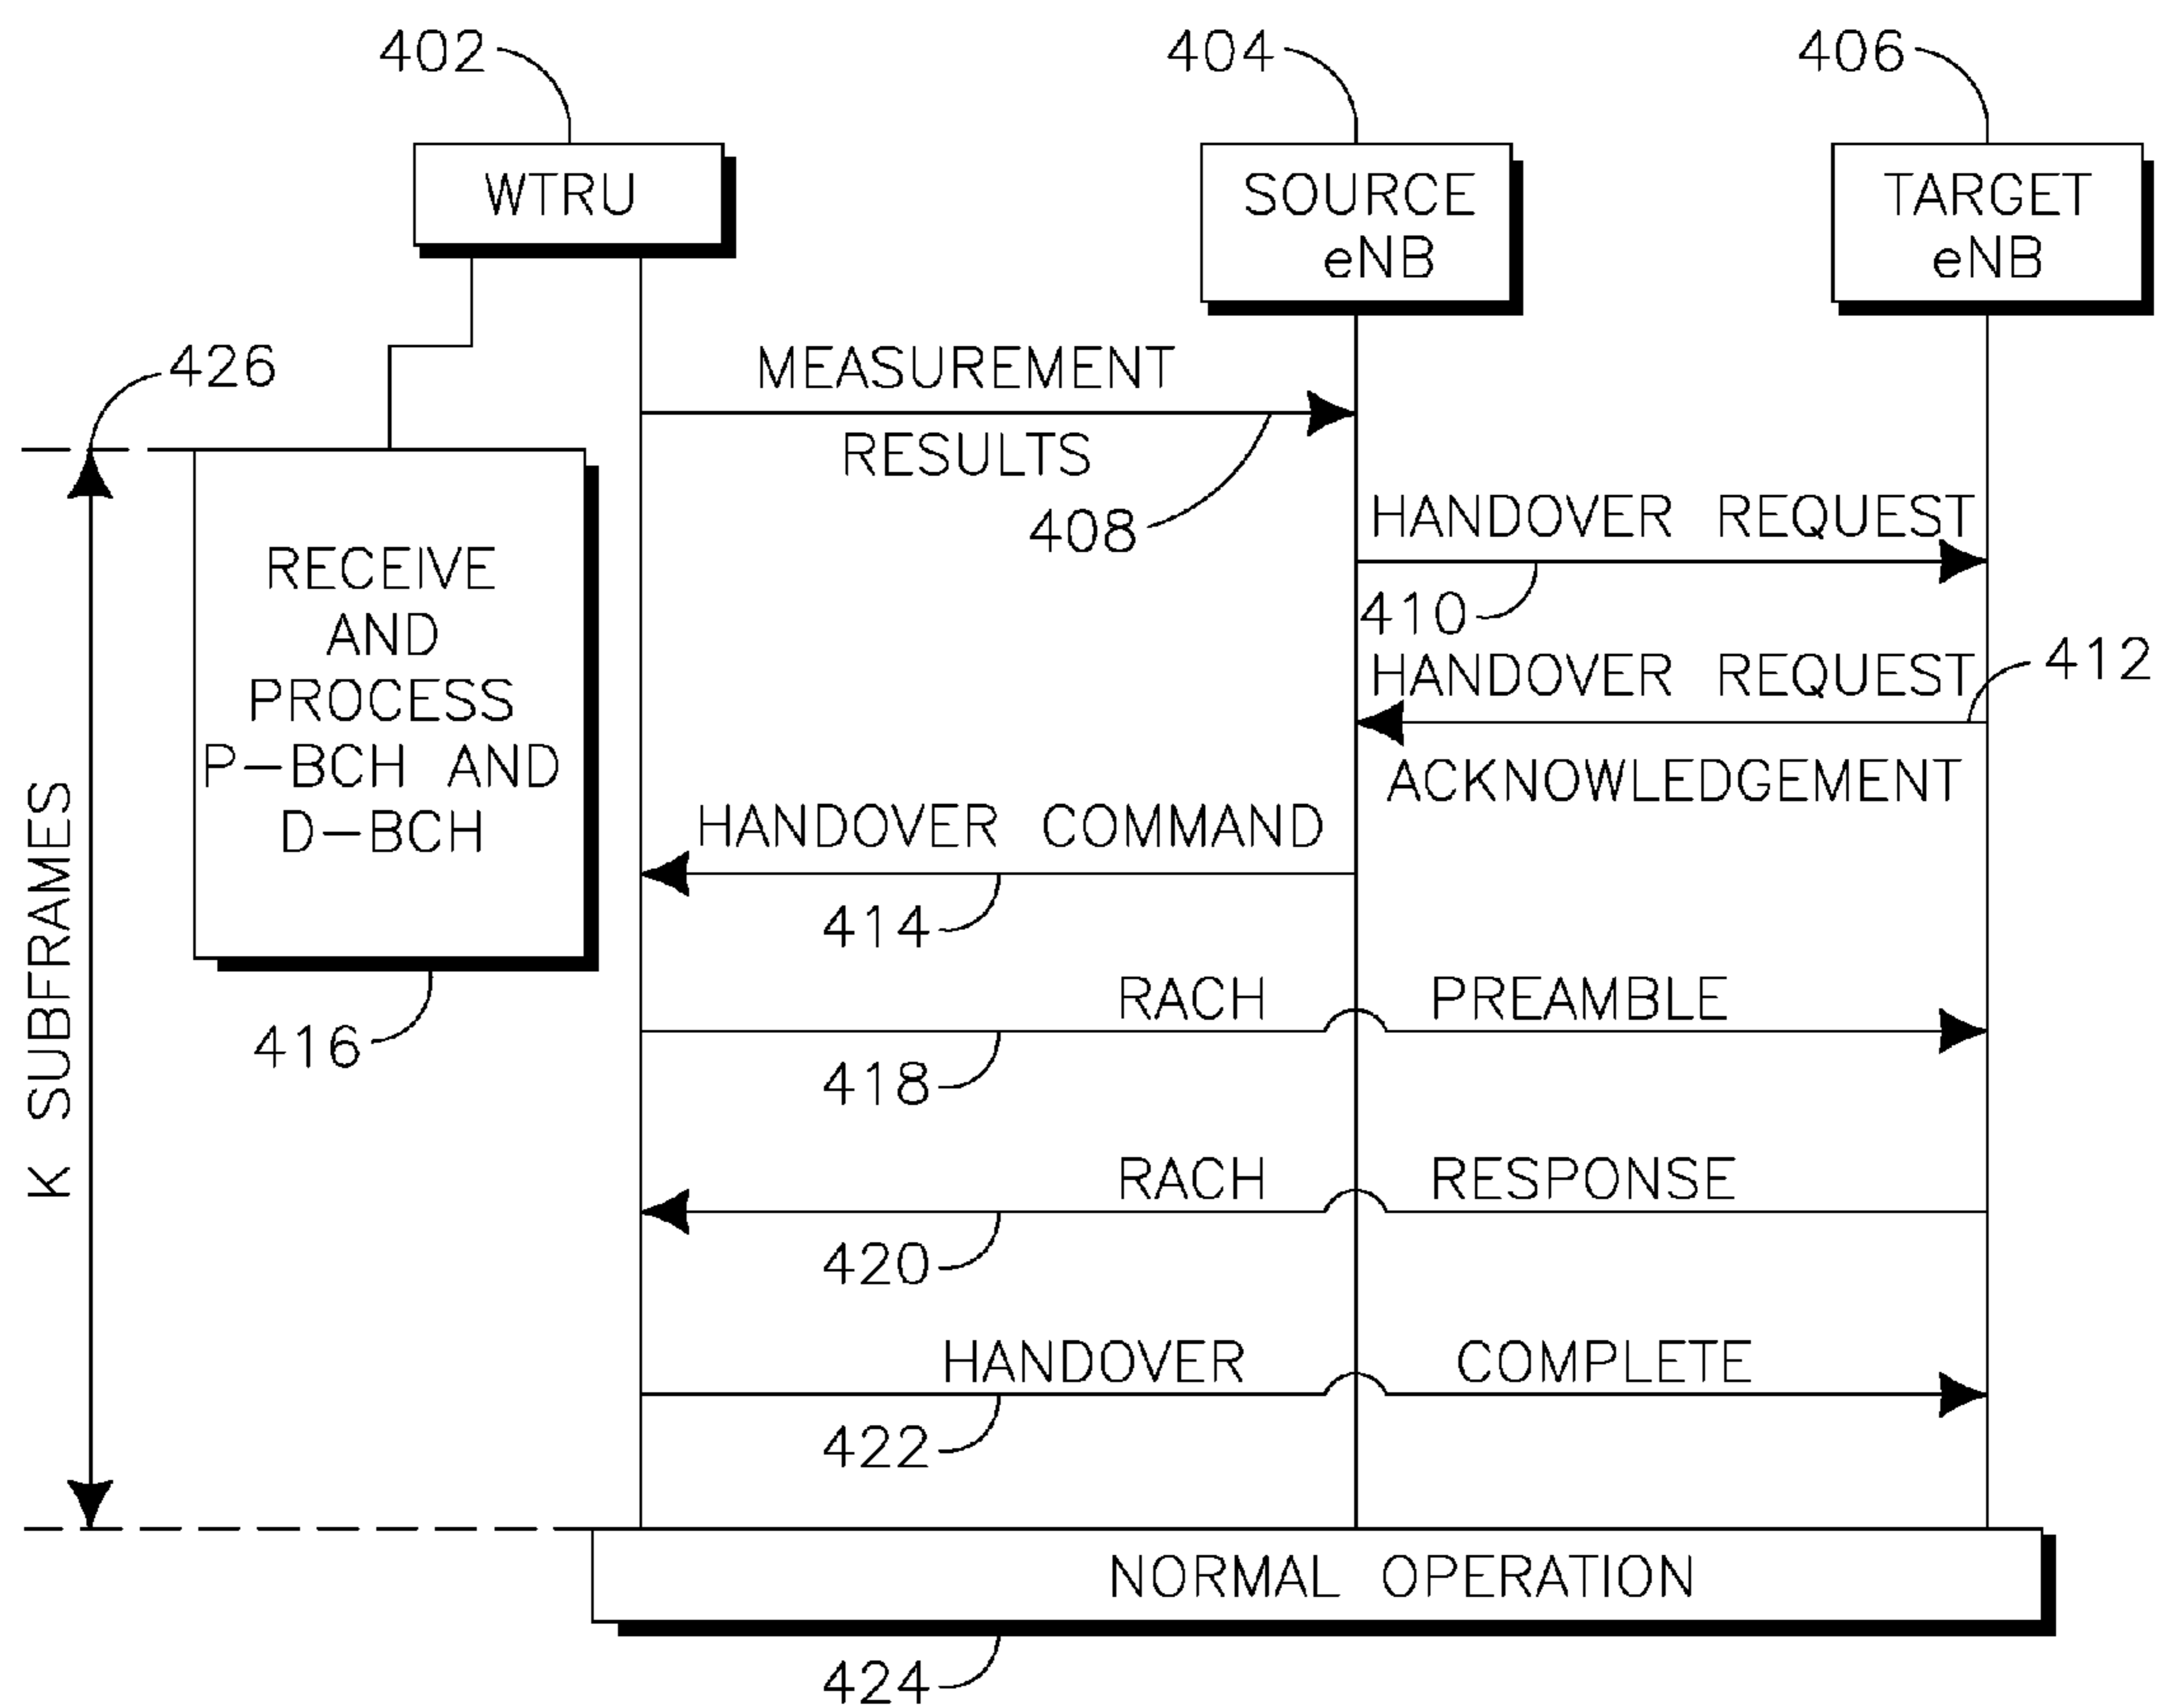 402
404
406
WTRU
SOURCE
eNB
TARGET
eNB
426
MEASUREMENT
RESULTS
408
HANDOVER REQUEST
410
HANDOVER REQUEST
412
ACKNOWLEDGEMENT
RECEIVE
AND
PROCESS
P-BCH AND
D-BCH
416
K SUBFRAMES
HANDOVER COMMAND
414
RACH PREAMBLE
418
RACH RESPONSE
420
HANDOVER COMPLETE
422
NORMAL OPERATION
424